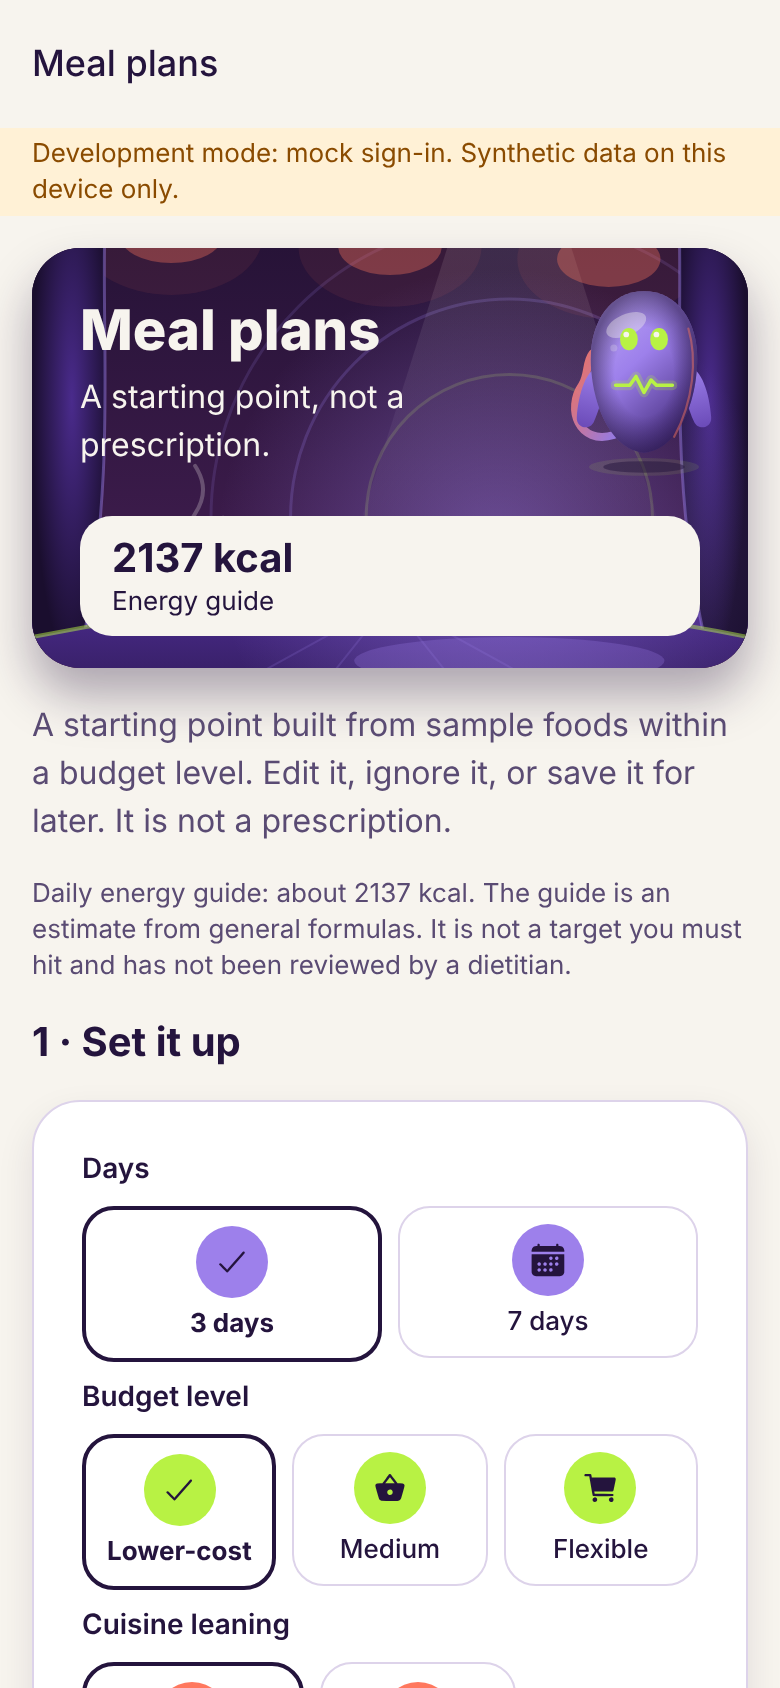 Meal plans
Development mode: mock sign-in. Synthetic data on this
device only.
Meal plans
A starting point, not a
prescription.
2137 kcal
Energy guide
A starting point built from sample foods within
a budget level. Edit it, ignore it, or save it for
later. It is not a prescription.
Daily energy guide: about 2137 kcal. The guide is an
estimate from general formulas. It is not a target you must
hit and has not been reviewed by a dietitian.
1 · Set it up
Days
3 days
7 days
Budget level
Lower-cost
Medium
Flexible
Cuisine leaning